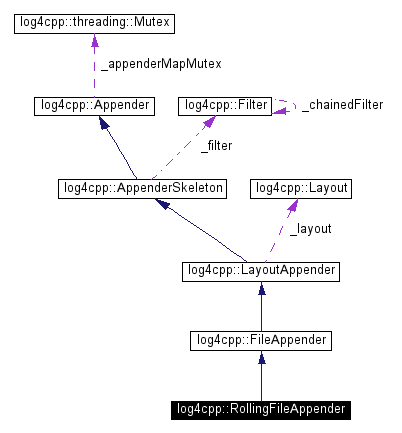 log4cpp::threading::Mutex
_appenderMapMutex
log4cpp::Appender
log4cpp::Filter
_chainedFilter
_filter
log4cpp::AppenderSkeleton
log4cpp::Layout
_layout
log4cpp::LayoutAppender
log4cpp::FileAppender
log4cpp::RollingFileAppender